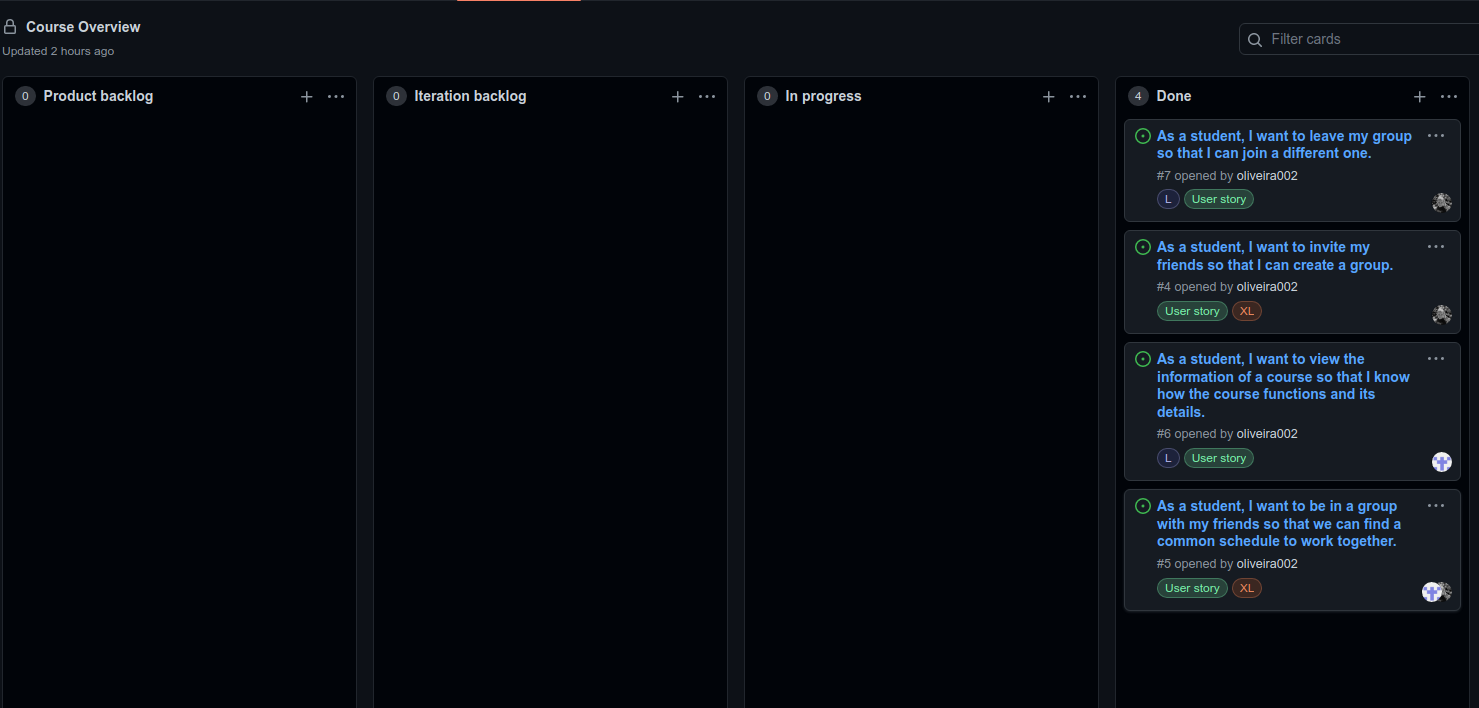 Course Overview
Updated 2 hours ago
Filter cards
0 Product backlog
0 Iteration backlog
0 In progress
4 Done
As a student, I want to leave my group
so that I can join a different one.
#7 opened by oliveira002
L User story
As a student, I want to invite my
friends so that I can create a group.
#4 opened by oliveira002
User story XL
As a student, I want to view the
information of a course so that I know
how the course functions and its
details.
#6 opened by oliveira002
L User story
As a student, I want to be in a group
with my friends so that we can find a
common schedule to work together.
#5 opened by oliveira002
User story XL